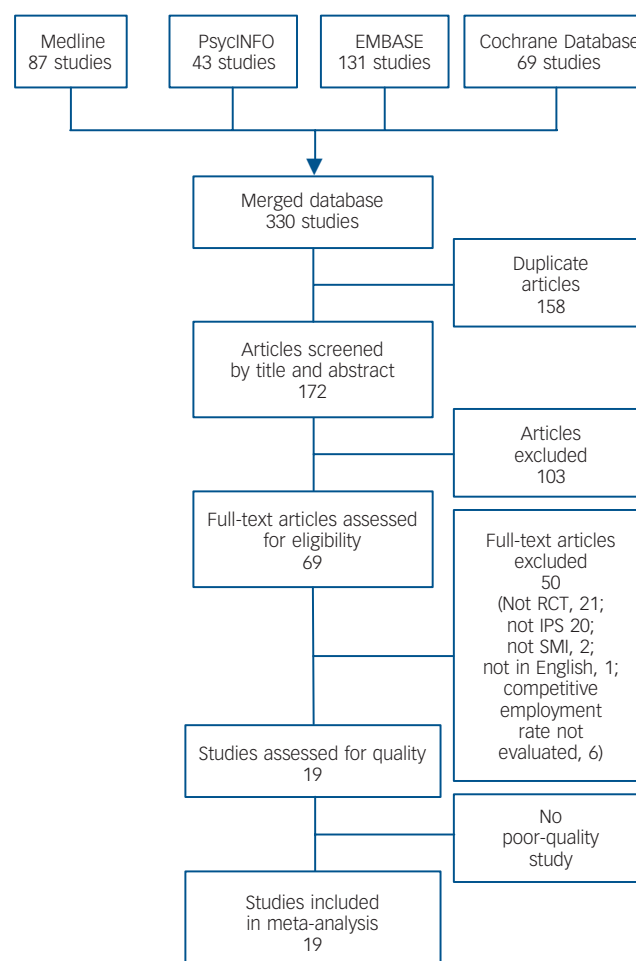 Medline
87 studies
PsycINFO
43 studies
EMBASE
131 studies
Cochrane Database
69 studies
Merged database
330 studies
Duplicate
articles
158
Articles screened
by title and abstract
172
Articles
excluded
103
Full-text articles assessed
for eligibility
69
Full-text articles
excluded
50
(Not RCT, 21;
not IPS 20;
not SMI, 2;
not in English, 1;
competitive
employment
rate not
evaluated, 6)
Studies assessed for quality
19
No
poor-quality
study
Studies included
in meta-analysis
19